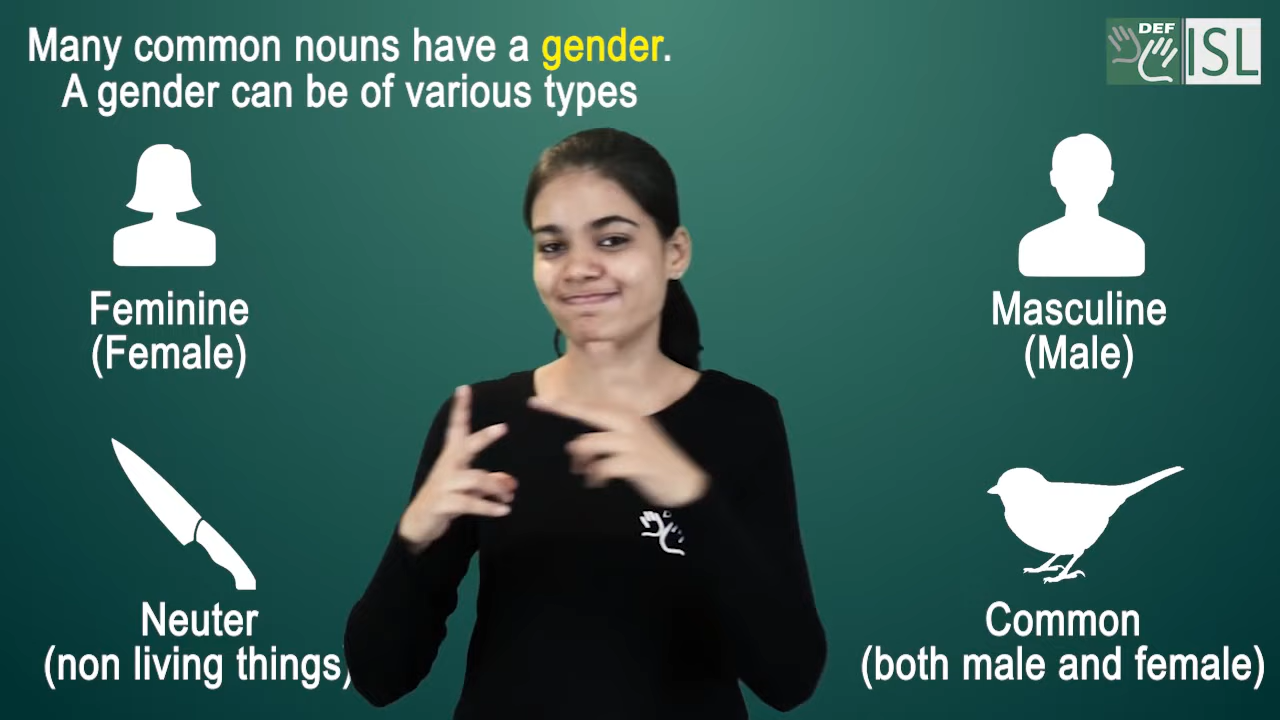 Many common nouns have a gender.
A gender can be of various types
DEF
ISL
Feminine
(Female)
Masculine
(Male)
Neuter
(non living things)
Common
(both male and female)